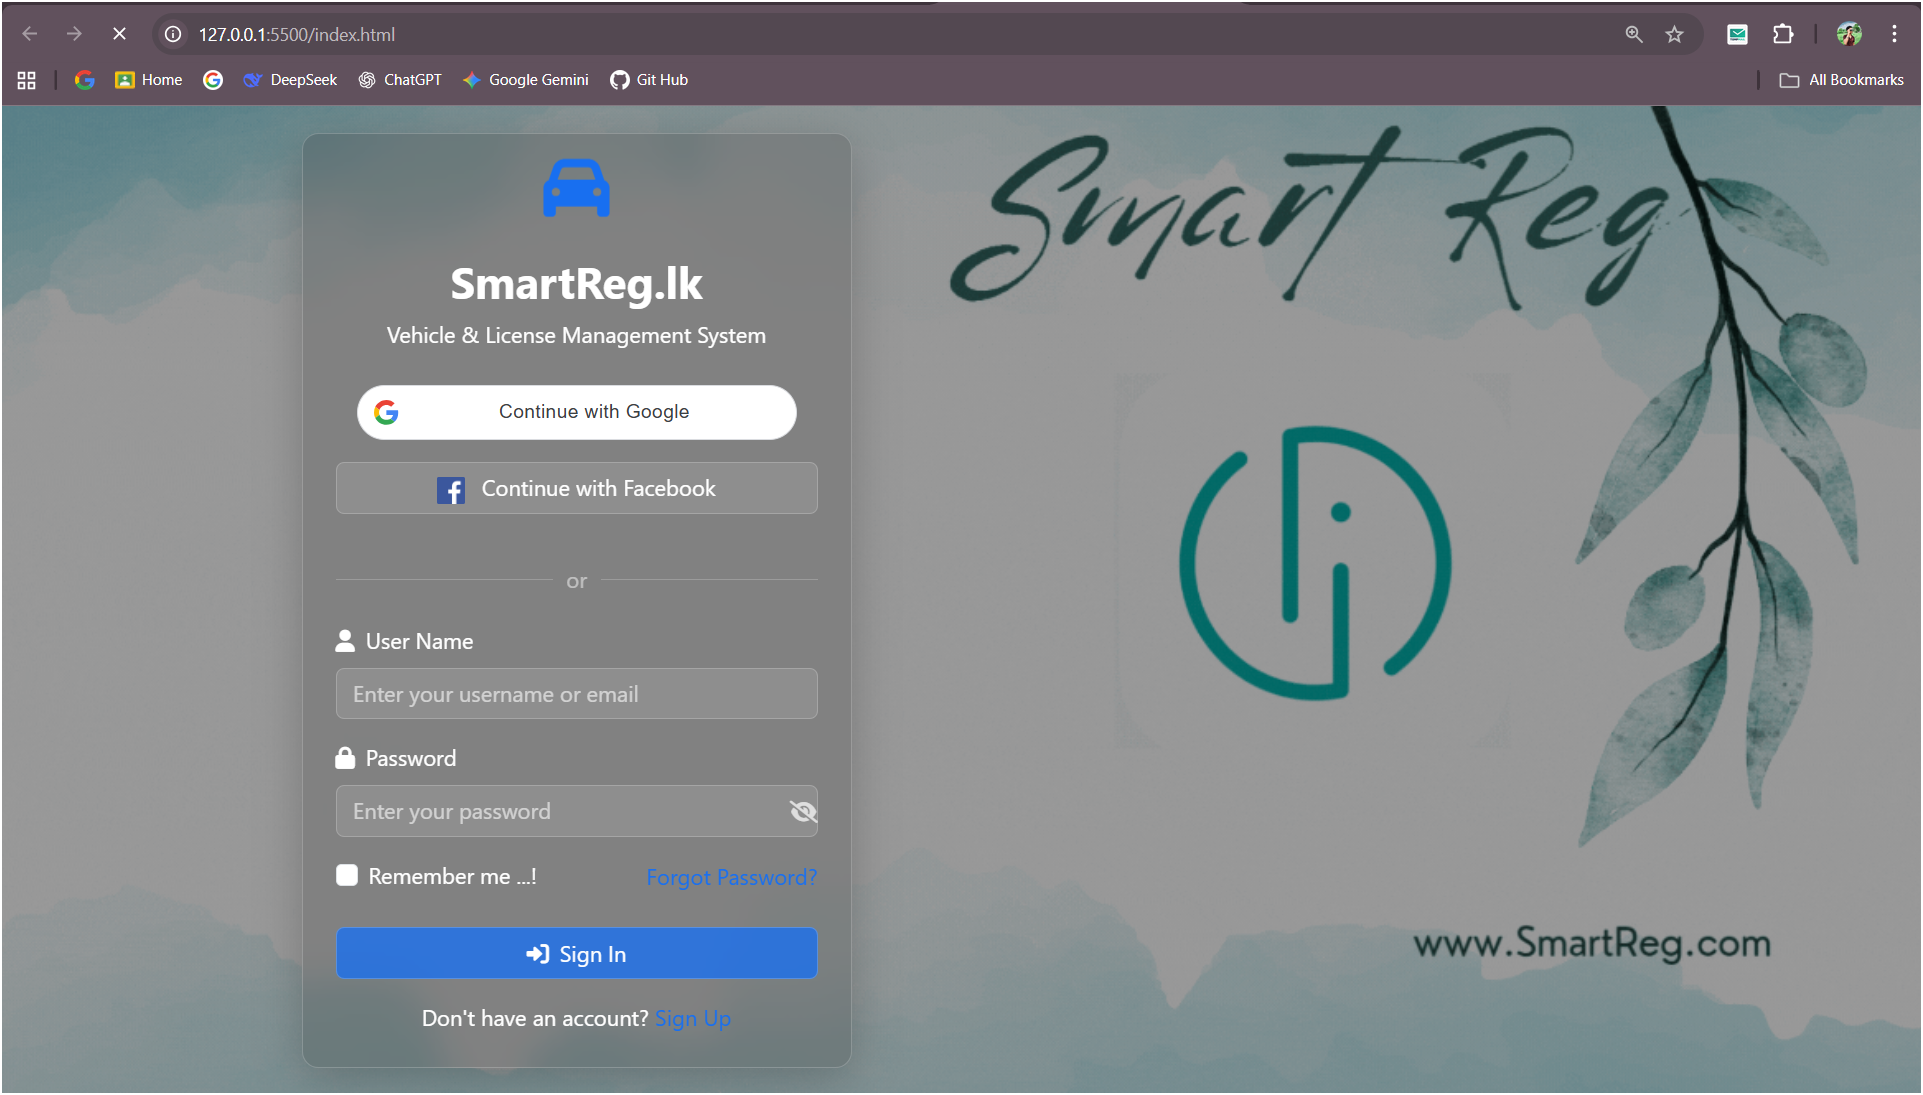 127.0.0.1:5500/index.html
Home
DeepSeek
ChatGPT
Google Gemini
Git Hub
All Bookmarks
SmartReg.lk
Vehicle & License Management System
Continue with Google
Continue with Facebook
or
User Name
Enter your username or email
Password
Enter your password
Remember me ...!
Forgot Password?
Sign In
Don't have an account? Sign Up
Smart Reg
www.SmartReg.com